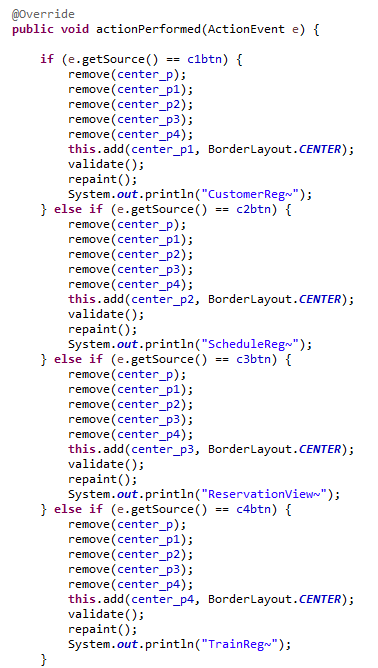 @Override
public void actionPerformed(ActionEvent e) {
if (e.getSource() == c1btn) {
remove(center_p);
remove(center_p1);
remove(center_p2);
remove(center_p3);
remove(center_p4);
this.add(center_p1, BorderLayout.CENTER);
validate();
repaint();
System.out.println("CustomerReg~");
} else if (e.getSource() == c2btn) {
remove(center_p);
remove(center_p1);
remove(center_p2);
remove(center_p3);
remove(center_p4);
this.add(center_p2, BorderLayout.CENTER);
validate();
repaint();
System.out.println("ScheduleReg~");
} else if (e.getSource() == c3btn) {
remove(center_p);
remove(center_p1);
remove(center_p2);
remove(center_p3);
remove(center_p4);
this.add(center_p3, BorderLayout.CENTER);
validate();
repaint();
System.out.println("ReservationView~");
} else if (e.getSource() == c4btn) {
remove(center_p);
remove(center_p1);
remove(center_p2);
remove(center_p3);
remove(center_p4);
this.add(center_p4, BorderLayout.CENTER);
validate();
repaint();
System.out.println("TrainReg~");
}